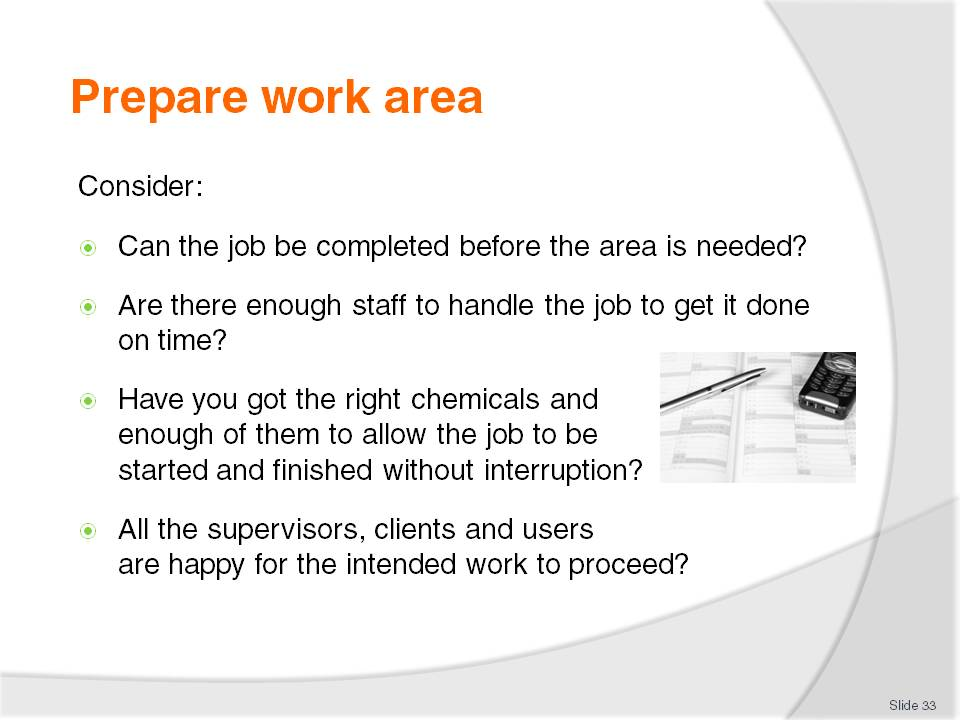 Prepare work area
Consider:
Can the job be completed before the area is needed?
Are there enough staff to handle the job to get it done
on time?
Have you got the right chemicals and
enough of them to allow the job to be
started and finished without interruption?
All the supervisors, clients and users
are happy for the intended work to proceed?
Slide 33